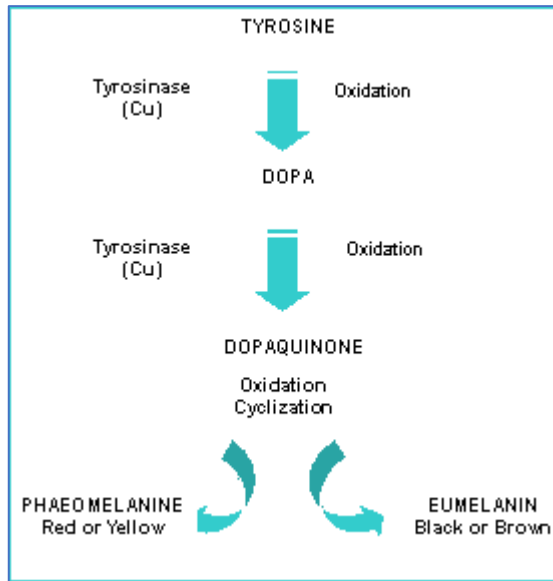 TYROSINE
Tyrosinase
(Cu)
Oxidation
DOPA
Tyrosinase
(Cu)
Oxidation
DOPAQUINONE
Oxidation
Cyclization
PHAEOMELANINE
Red or Yellow
EUMELANIN
Black or Brown